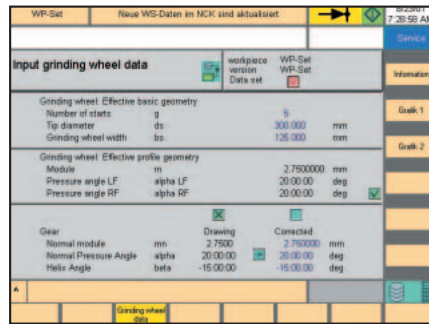 WP-Set Neue WS-Daten im NCK sind aktualisiert
7:28:58 AM
Service
Input grinding wheel data
workpiece WP-Set
version WP-Set
Data set
Information
Grinding wheel: Effective basic geometry
Number of starts g 5
Tip diameter ds 300.000 mm
Grinding wheel width bs 125.000 mm
Grafik 1
Grafik 2
Grinding wheel: Effective profile geometry
Module m 2.7500000 mm
Pressure angle LF alpha LF 20:00:00 deg
Pressure angle RF alpha RF 20:00:00 deg
Gear Drawing Corrected
Normal module mn 2.7500 2.750000 mm
Normal Pressure Angle alpha 20:00:00 20:00:00 deg
Helix Angle beta -15:00:00 -15:00:00 deg
Grinding wheel
data